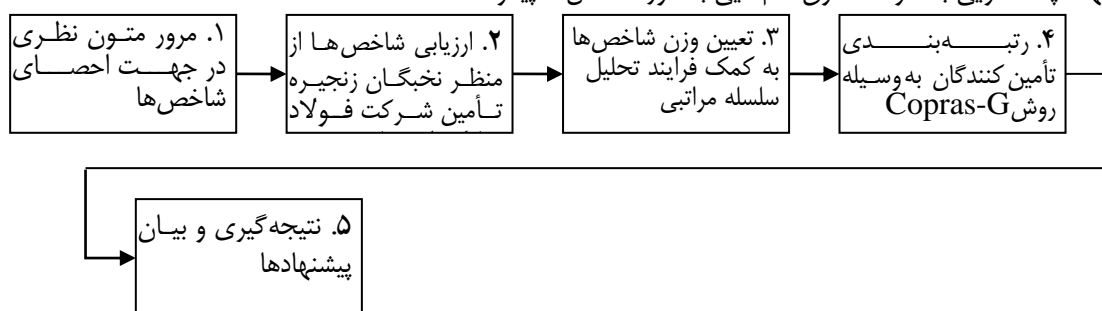 ۱. مرور متون نظری
در جهت احصای
شاخص‌ها
۲. ارزیابی شاخص‌ها از
منظر نخبگان زنجیره
تأمین شرکت فولاد
۳. تعیین وزن شاخص‌ها
به کمک فرایند تحلیل
سلسله مراتبی
۴. رتبه‌بندی
تأمین‌کنندگان به‌وسیله
روش Copras-G
۵. نتیجه‌گیری و بیان
پیشنهادها